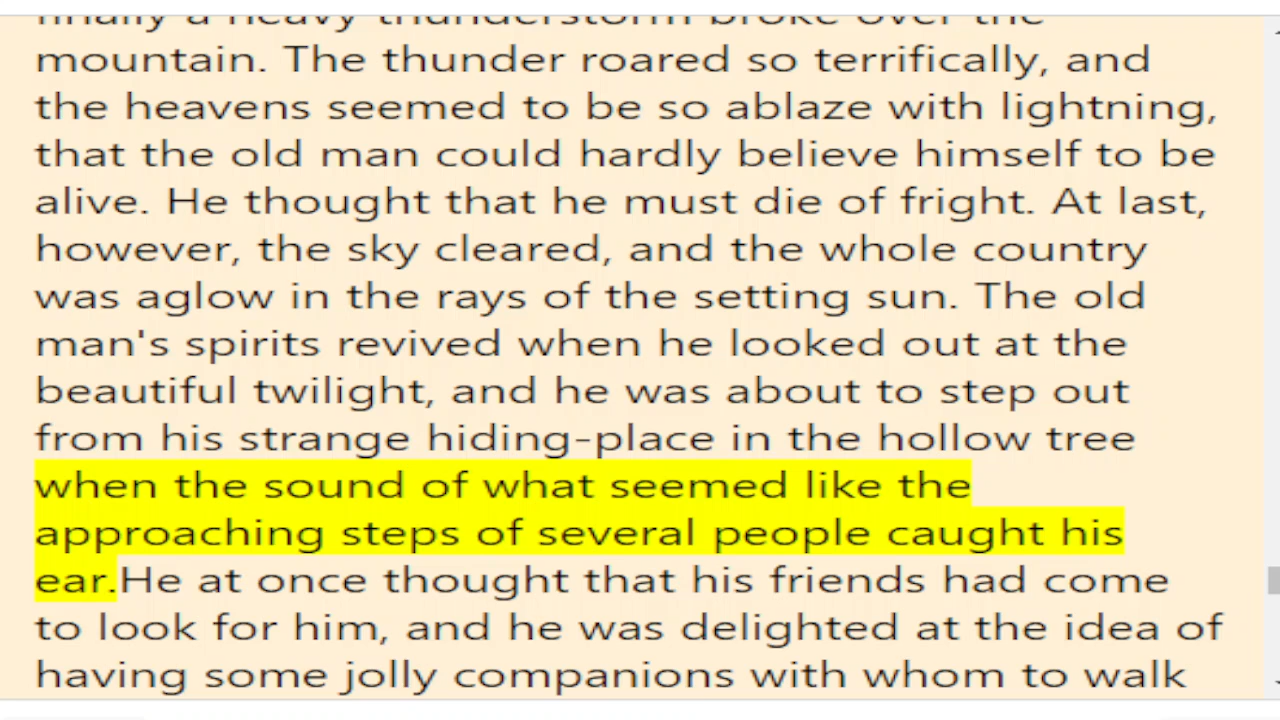 finally a heavy thunderstorm broke over the
mountain. The thunder roared so terrifically, and
the heavens seemed to be so ablaze with lightning,
that the old man could hardly believe himself to be
alive. He thought that he must die of fright. At last,
however, the sky cleared, and the whole country
was aglow in the rays of the setting sun. The old
man's spirits revived when he looked out at the
beautiful twilight, and he was about to step out
from his strange hiding-place in the hollow tree
when the sound of what seemed like the
approaching steps of several people caught his
ear.He at once thought that his friends had come
to look for him, and he was delighted at the idea of
having some jolly companions with whom to walk